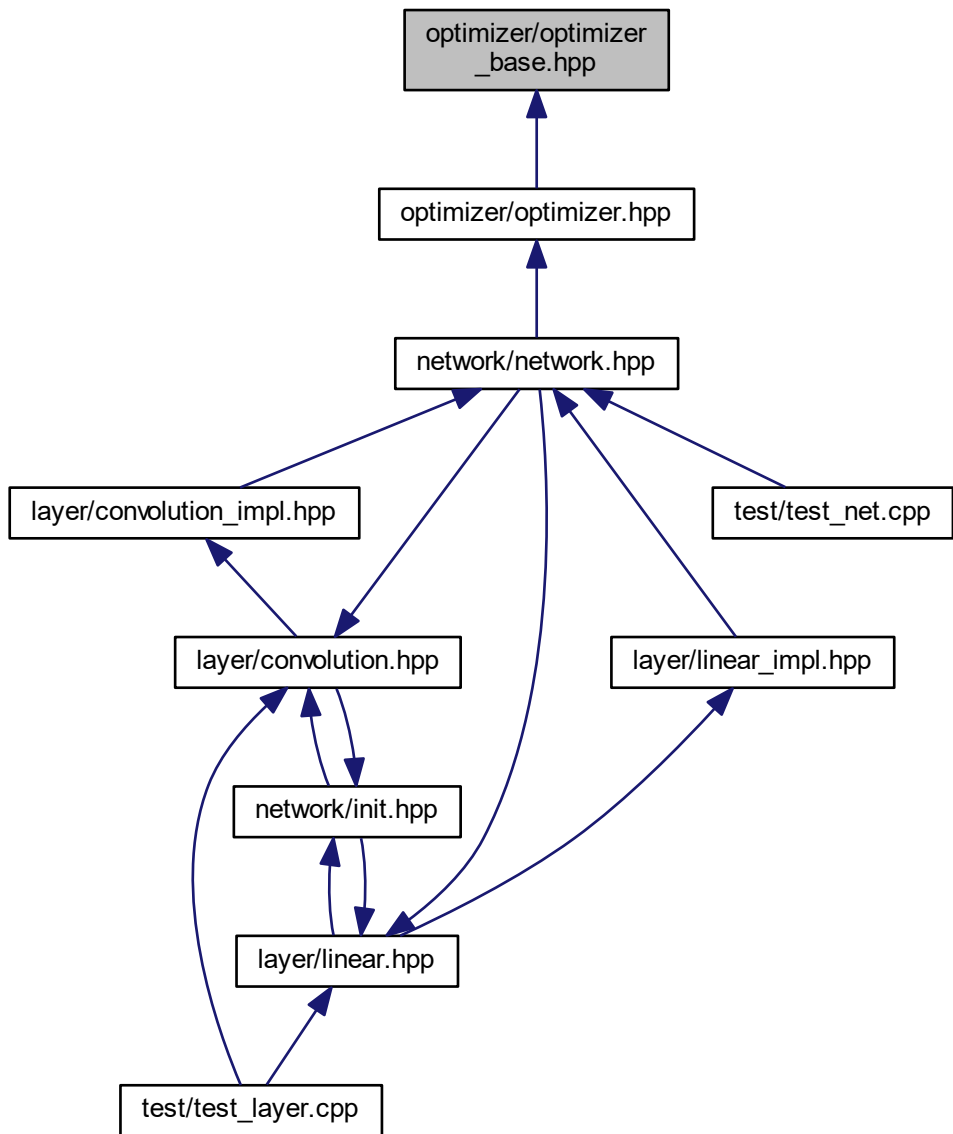 optimizer/optimizer
_base.hpp
optimizer/optimizer.hpp
network/network.hpp
layer/convolution_impl.hpp
test/test_net.cpp
layer/convolution.hpp
layer/linear_impl.hpp
network/init.hpp
layer/linear.hpp
test/test_layer.cpp